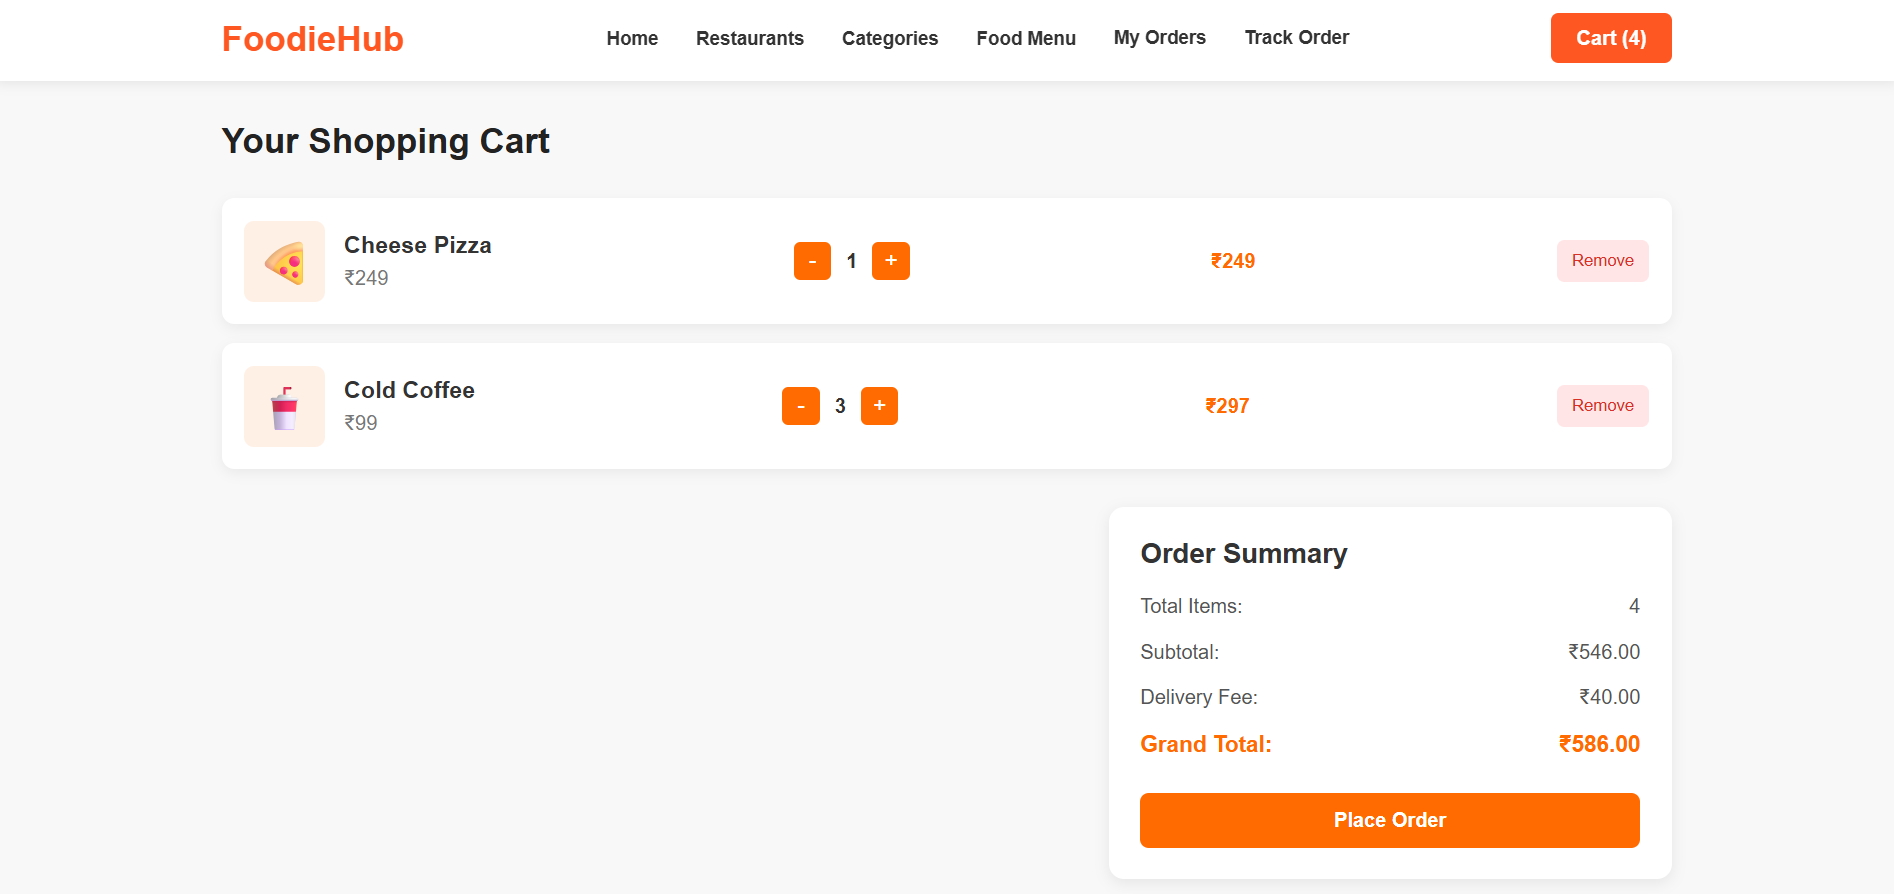 FoodieHub Home Restaurants Categories Food Menu My Orders Track Order Cart (4)
Your Shopping Cart
Cheese Pizza
₹249
- 1 + ₹249 Remove
Cold Coffee
₹99
- 3 + ₹297 Remove
Order Summary
Total Items: 4
Subtotal: ₹546.00
Delivery Fee: ₹40.00
Grand Total: ₹586.00
Place Order